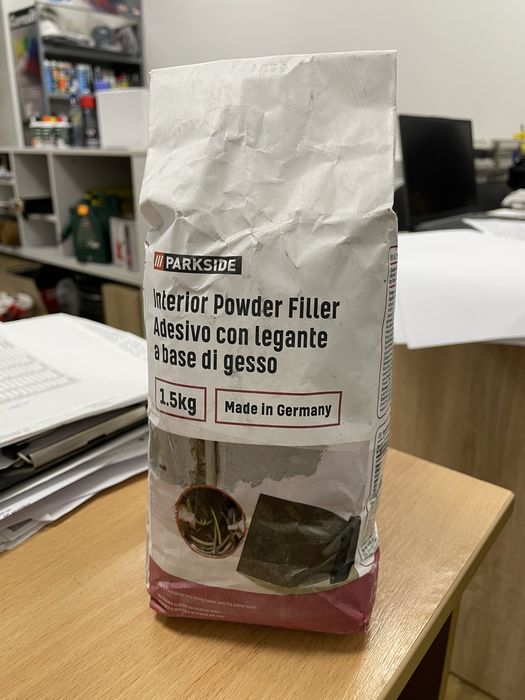 /// PARKSIDE
Interior Powder Filler
Adesivo con legante
a base di gesso
1.5kg
Made in Germany